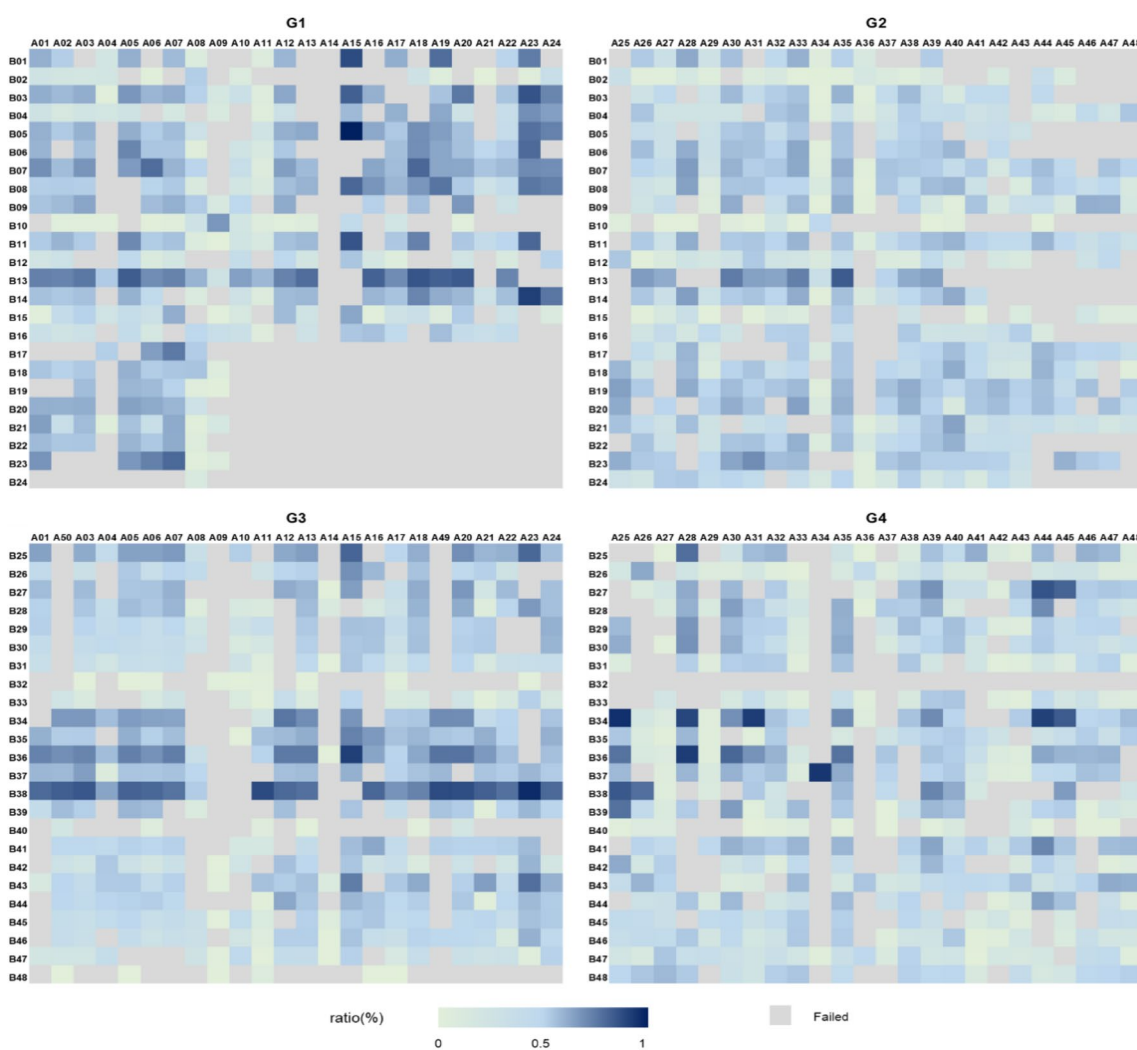 G1
A01 A02 A03 A04 A05 A06 A07 A08 A09 A10 A11 A12 A13 A14 A15 A16 A17 A18 A19 A20 A21 A22 A23 A24
B01
B02
B03
B04
B05
B06
B07
B08
B09
B10
B11
B12
B13
B14
B15
B16
B17
B18
B19
B20
B21
B22
B23
B24
G2
A25 A26 A27 A28 A29 A30 A31 A32 A33 A34 A35 A36 A37 A38 A39 A40 A41 A42 A43 A44 A45 A46 A47 A48
B01
B02
B03
B04
B05
B06
B07
B08
B09
B10
B11
B12
B13
B14
B15
B16
B17
B18
B19
B20
B21
B22
B23
B24
G3
A01 A50 A03 A04 A05 A06 A07 A08 A09 A10 A11 A12 A13 A14 A15 A16 A17 A18 A49 A20 A21 A22 A23 A24
B25
B26
B27
B28
B29
B30
B31
B32
B33
B34
B35
B36
B37
B38
B39
B40
B41
B42
B43
B44
B45
B46
B47
B48
G4
A25 A26 A27 A28 A29 A30 A31 A32 A33 A34 A35 A36 A37 A38 A39 A40 A41 A42 A43 A44 A45 A46 A47 A48
B25
B26
B27
B28
B29
B30
B31
B32
B33
B34
B35
B36
B37
B38
B39
B40
B41
B42
B43
B44
B45
B46
B47
B48
ratio(%)
0 0.5 1
Failed